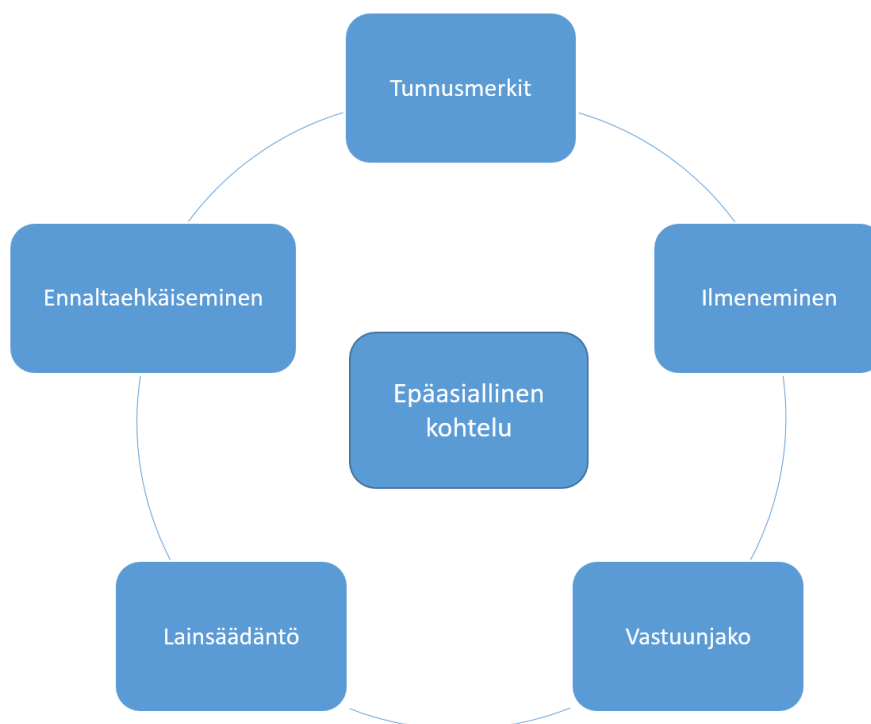 Tunnusmerkit
Ennaltaehkäiseminen
Ilmeneminen
Epäasiallinen
kohtelu
Lainsäädäntö
Vastuunjako